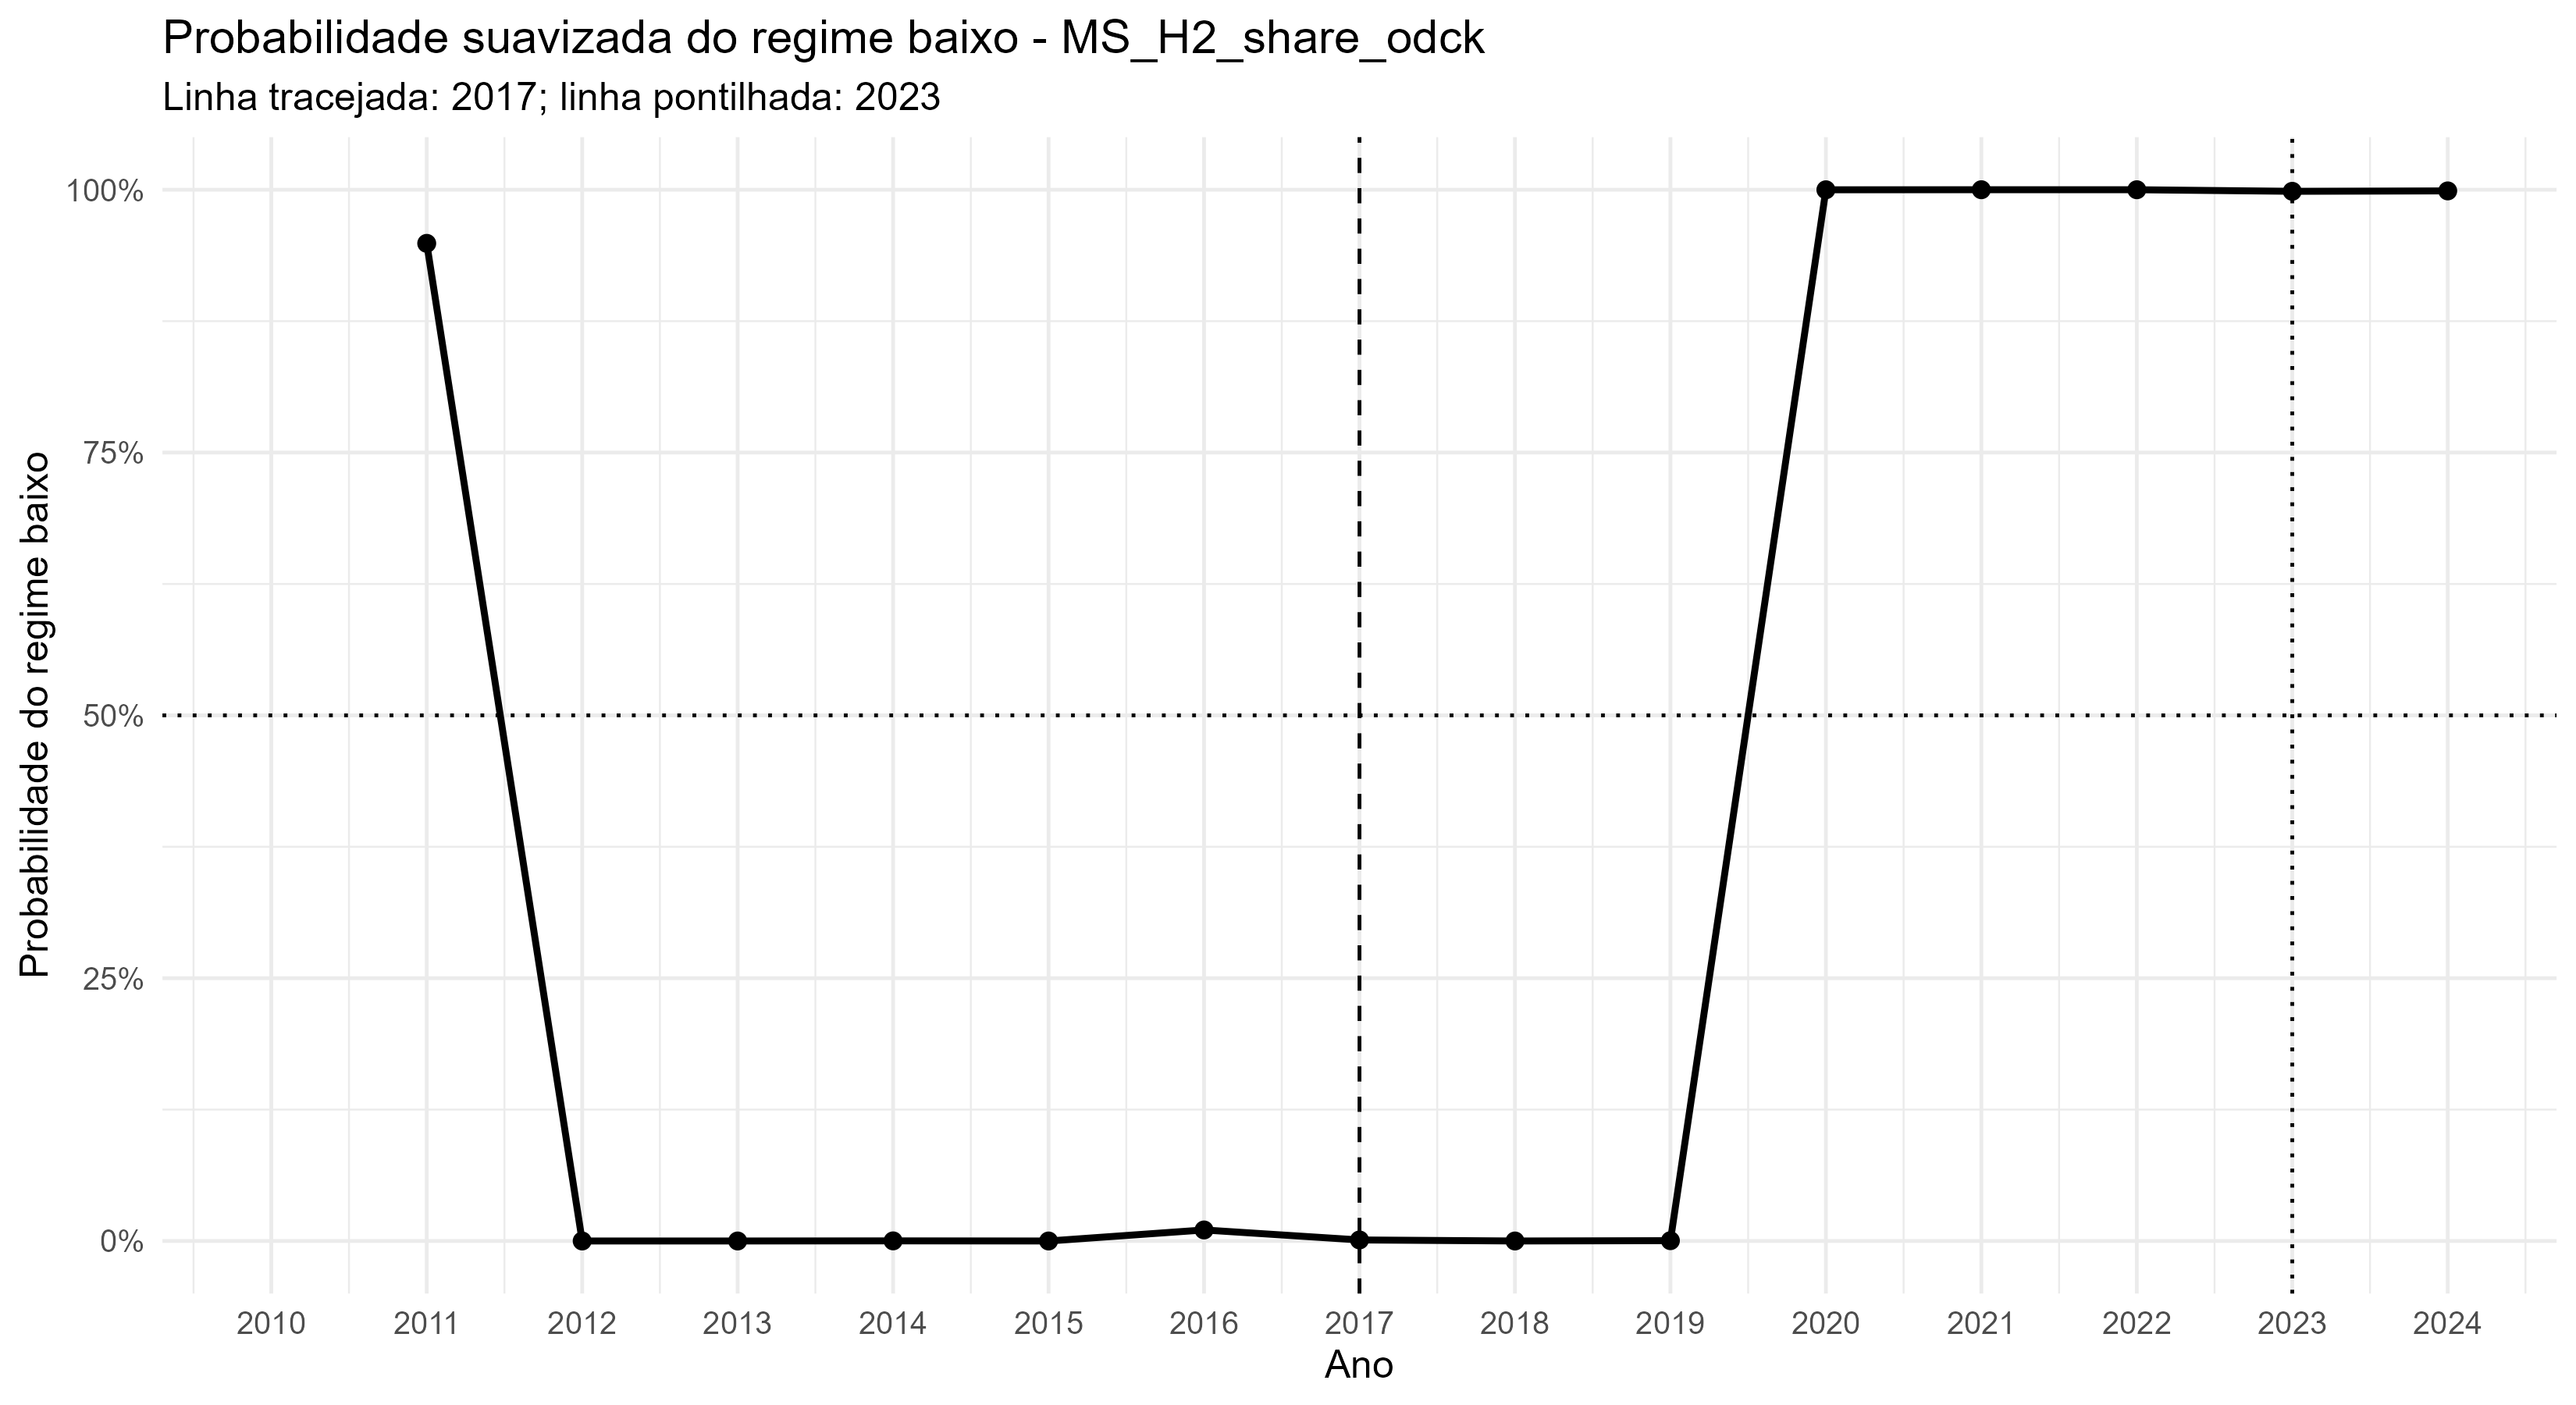 Probabilidade suavizada do regime baixo - MS_H2_share_odck
Linha tracejada: 2017; linha pontilhada: 2023
Probabilidade do regime baixo
100%
75%
50%
25%
0%
2010 2011 2012 2013 2014 2015 2016 2017 2018 2019 2020 2021 2022 2023 2024
Ano